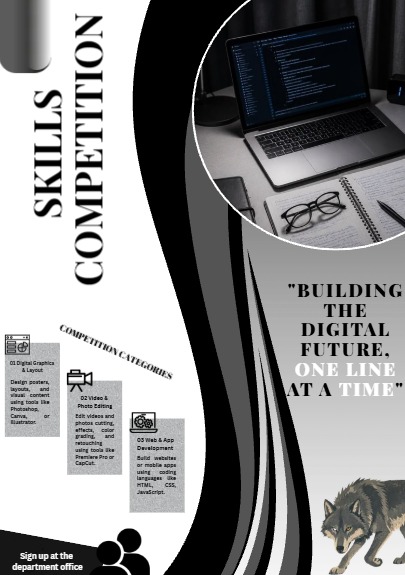 SKILLS
COMPETITION
"BUILDING
THE
DIGITAL
FUTURE,
ONE LINE
AT A TIME"
COMPETITION CATEGORIES
01 Digital Graphics
& Layout
Design posters,
layouts, and
visual content
using tools like
Photoshop,
Canva, or
Illustrator.
02 Video &
Photo Editing
Edit videos and
photos cutting,
effects, color
grading, and
retouching
using tools like
Premiere Pro or
CapCut.
03 Web & App
Development
Build websites
or mobile apps
using coding
languages like
HTML, CSS,
JavaScript.
Sign up at the
department office